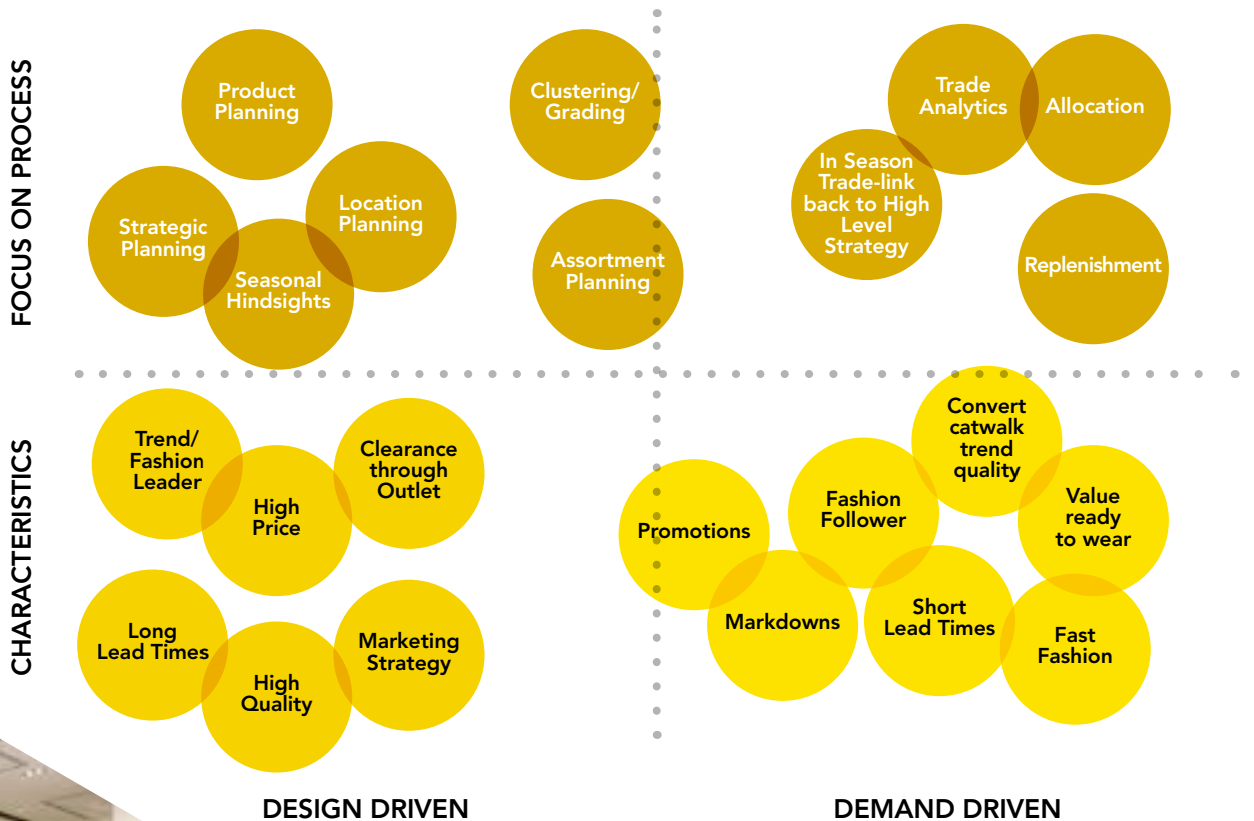 FOCUS ON PROCESS
Product
Planning
Strategic
Planning
Seasonal
Hindsights
Location
Planning
Clustering/
Grading
Assortment
Planning
In Season
Trade-link
back to High
Level
Strategy
Trade
Analytics
Allocation
Replenishment
CHARACTERISTICS
Trend/
Fashion
Leader
High
Price
Clearance
through
Outlet
Long
Lead Times
High
Quality
Marketing
Strategy
Promotions
Markdowns
Fashion
Follower
Convert
catwalk
trend
quality
Value
ready
to wear
Short
Lead Times
Fast
Fashion
DESIGN DRIVEN
DEMAND DRIVEN